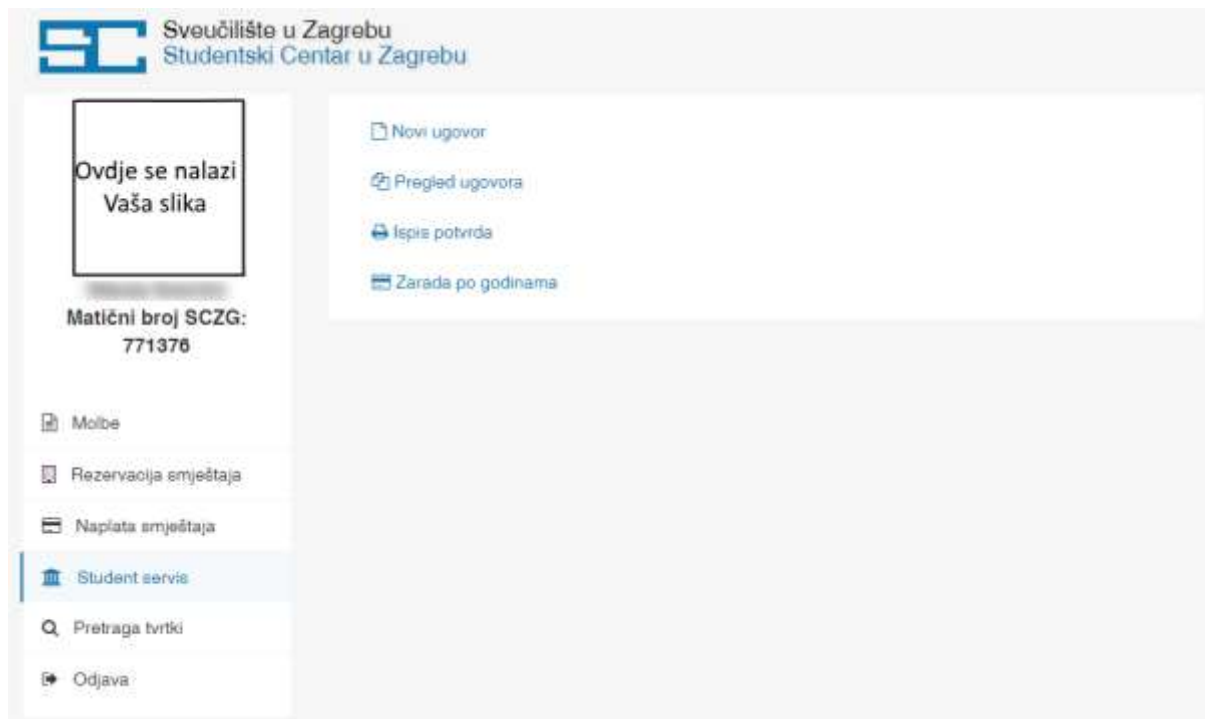 Sveučilište u Zagrebu
Studentski Centar u Zagrebu
Ovdje se nalazi
Vaša slika
Matični broj SCZG:
771376
Molbe
Rezervacija smještaja
Naplata smještaja
Student servis
Pretraga tvrtki
Odjava
Novi ugovor
Pregled ugovora
Ispis potvrda
Zarada po godinama